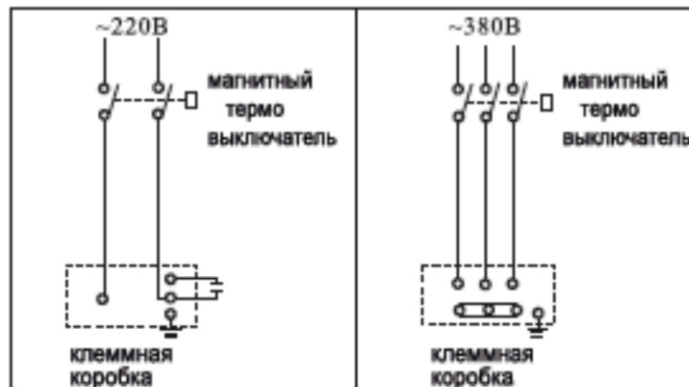 ~220В
магнитный
термо
выключатель
клеммная
коробка
~380В
магнитный
термо
выключатель
клеммная
коробка